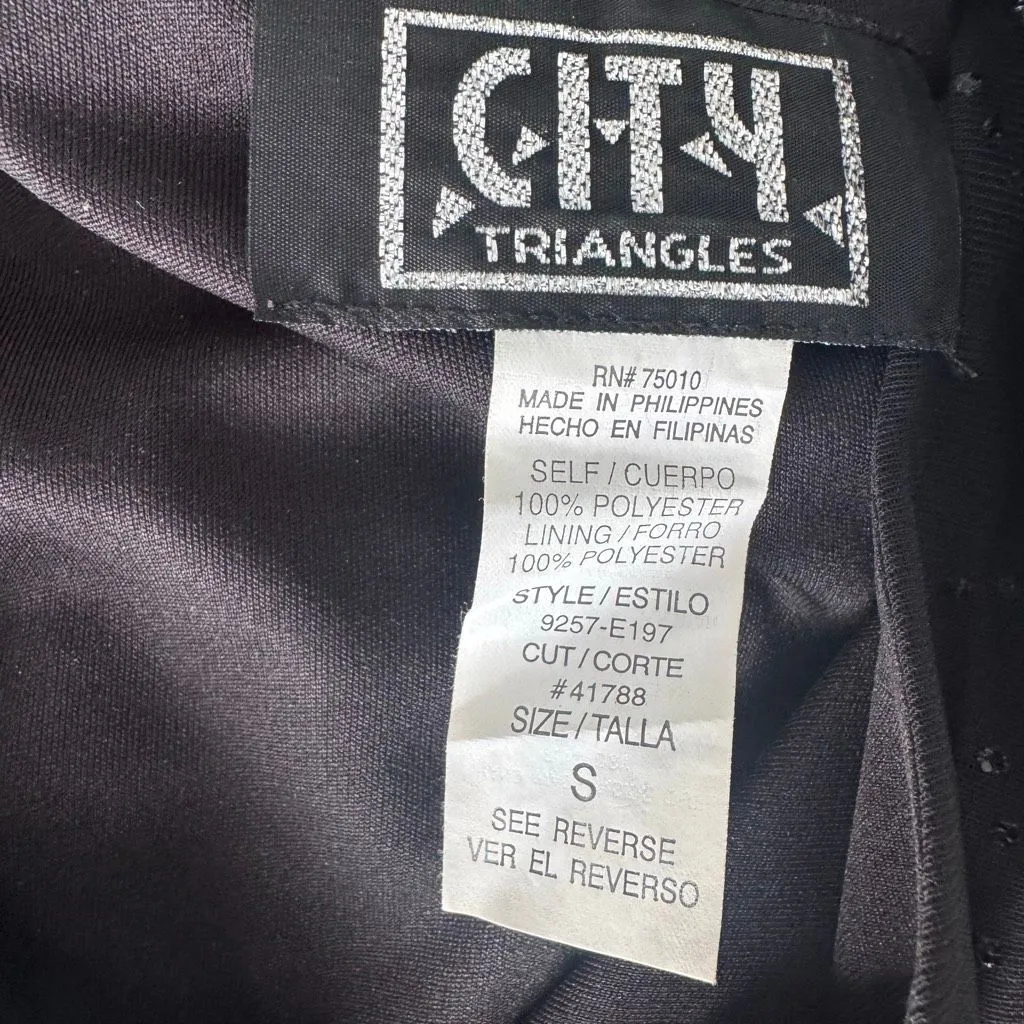 CITY
TRIANGLES
RN# 75010
MADE IN PHILIPPINES
HECHO EN FILIPINAS
SELF / CUERPO
100% POLYESTER
LINING / FORRO
100% POLYESTER
STYLE / ESTILO
9257-E197
CUT / CORTE
#41788
SIZE / TALLA
S
SEE REVERSE
VER EL REVERSO